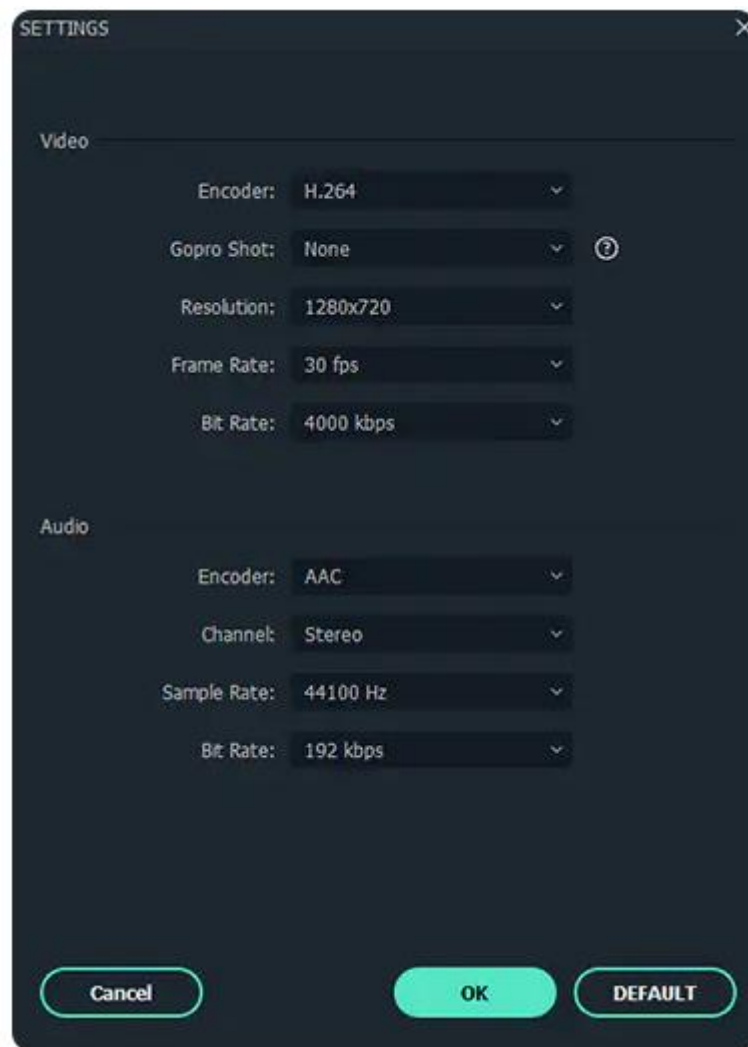 SETTINGS
Video
Encoder: H.264
Gopro Shot: None
Resolution: 1280x720
Frame Rate: 30 fps
Bit Rate: 4000 kbps
Audio
Encoder: AAC
Channel: Stereo
Sample Rate: 44100 Hz
Bit Rate: 192 kbps
Cancel OK DEFAULT